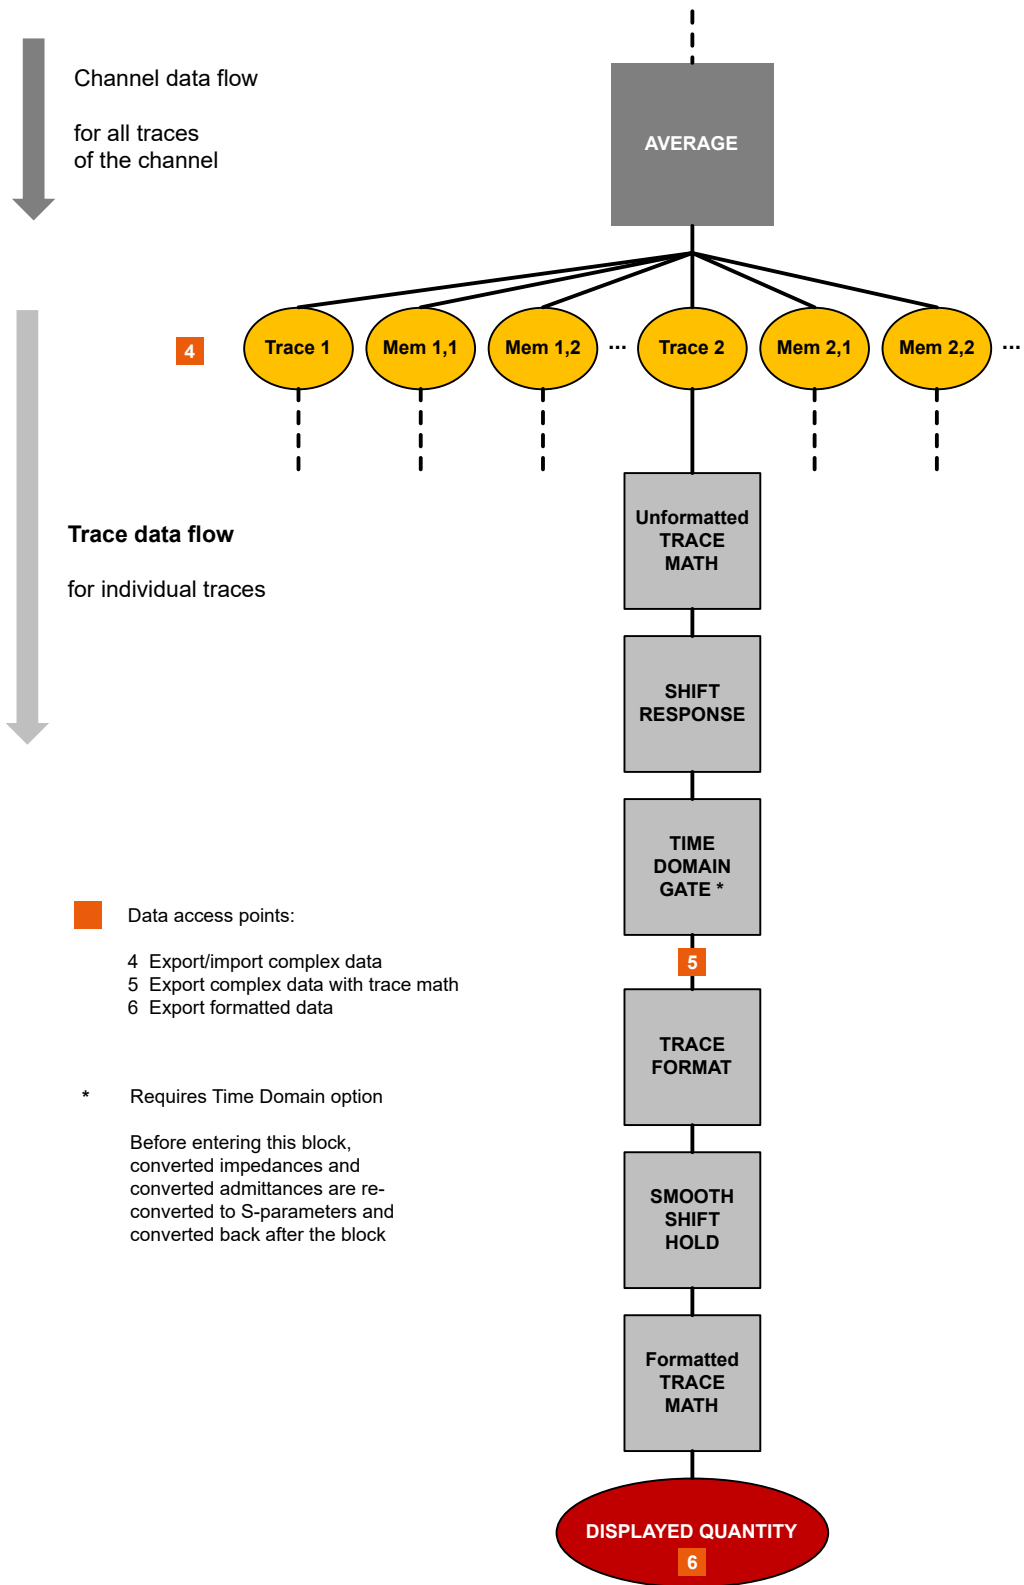 Channel data flow
for all traces
of the channel
AVERAGE
4
Trace 1
Mem 1,1
Mem 1,2
...
Trace 2
Mem 2,1
Mem 2,2
...
Trace data flow
for individual traces
Unformatted
TRACE
MATH
SHIFT
RESPONSE
TIME
DOMAIN
GATE *
5
TRACE
FORMAT
SMOOTH
SHIFT
HOLD
Formatted
TRACE
MATH
DISPLAYED QUANTITY
6
Data access points:
4 Export/import complex data
5 Export complex data with trace math
6 Export formatted data
* Requires Time Domain option
Before entering this block,
converted impedances and
converted admittances are re-
converted to S-parameters and
converted back after the block